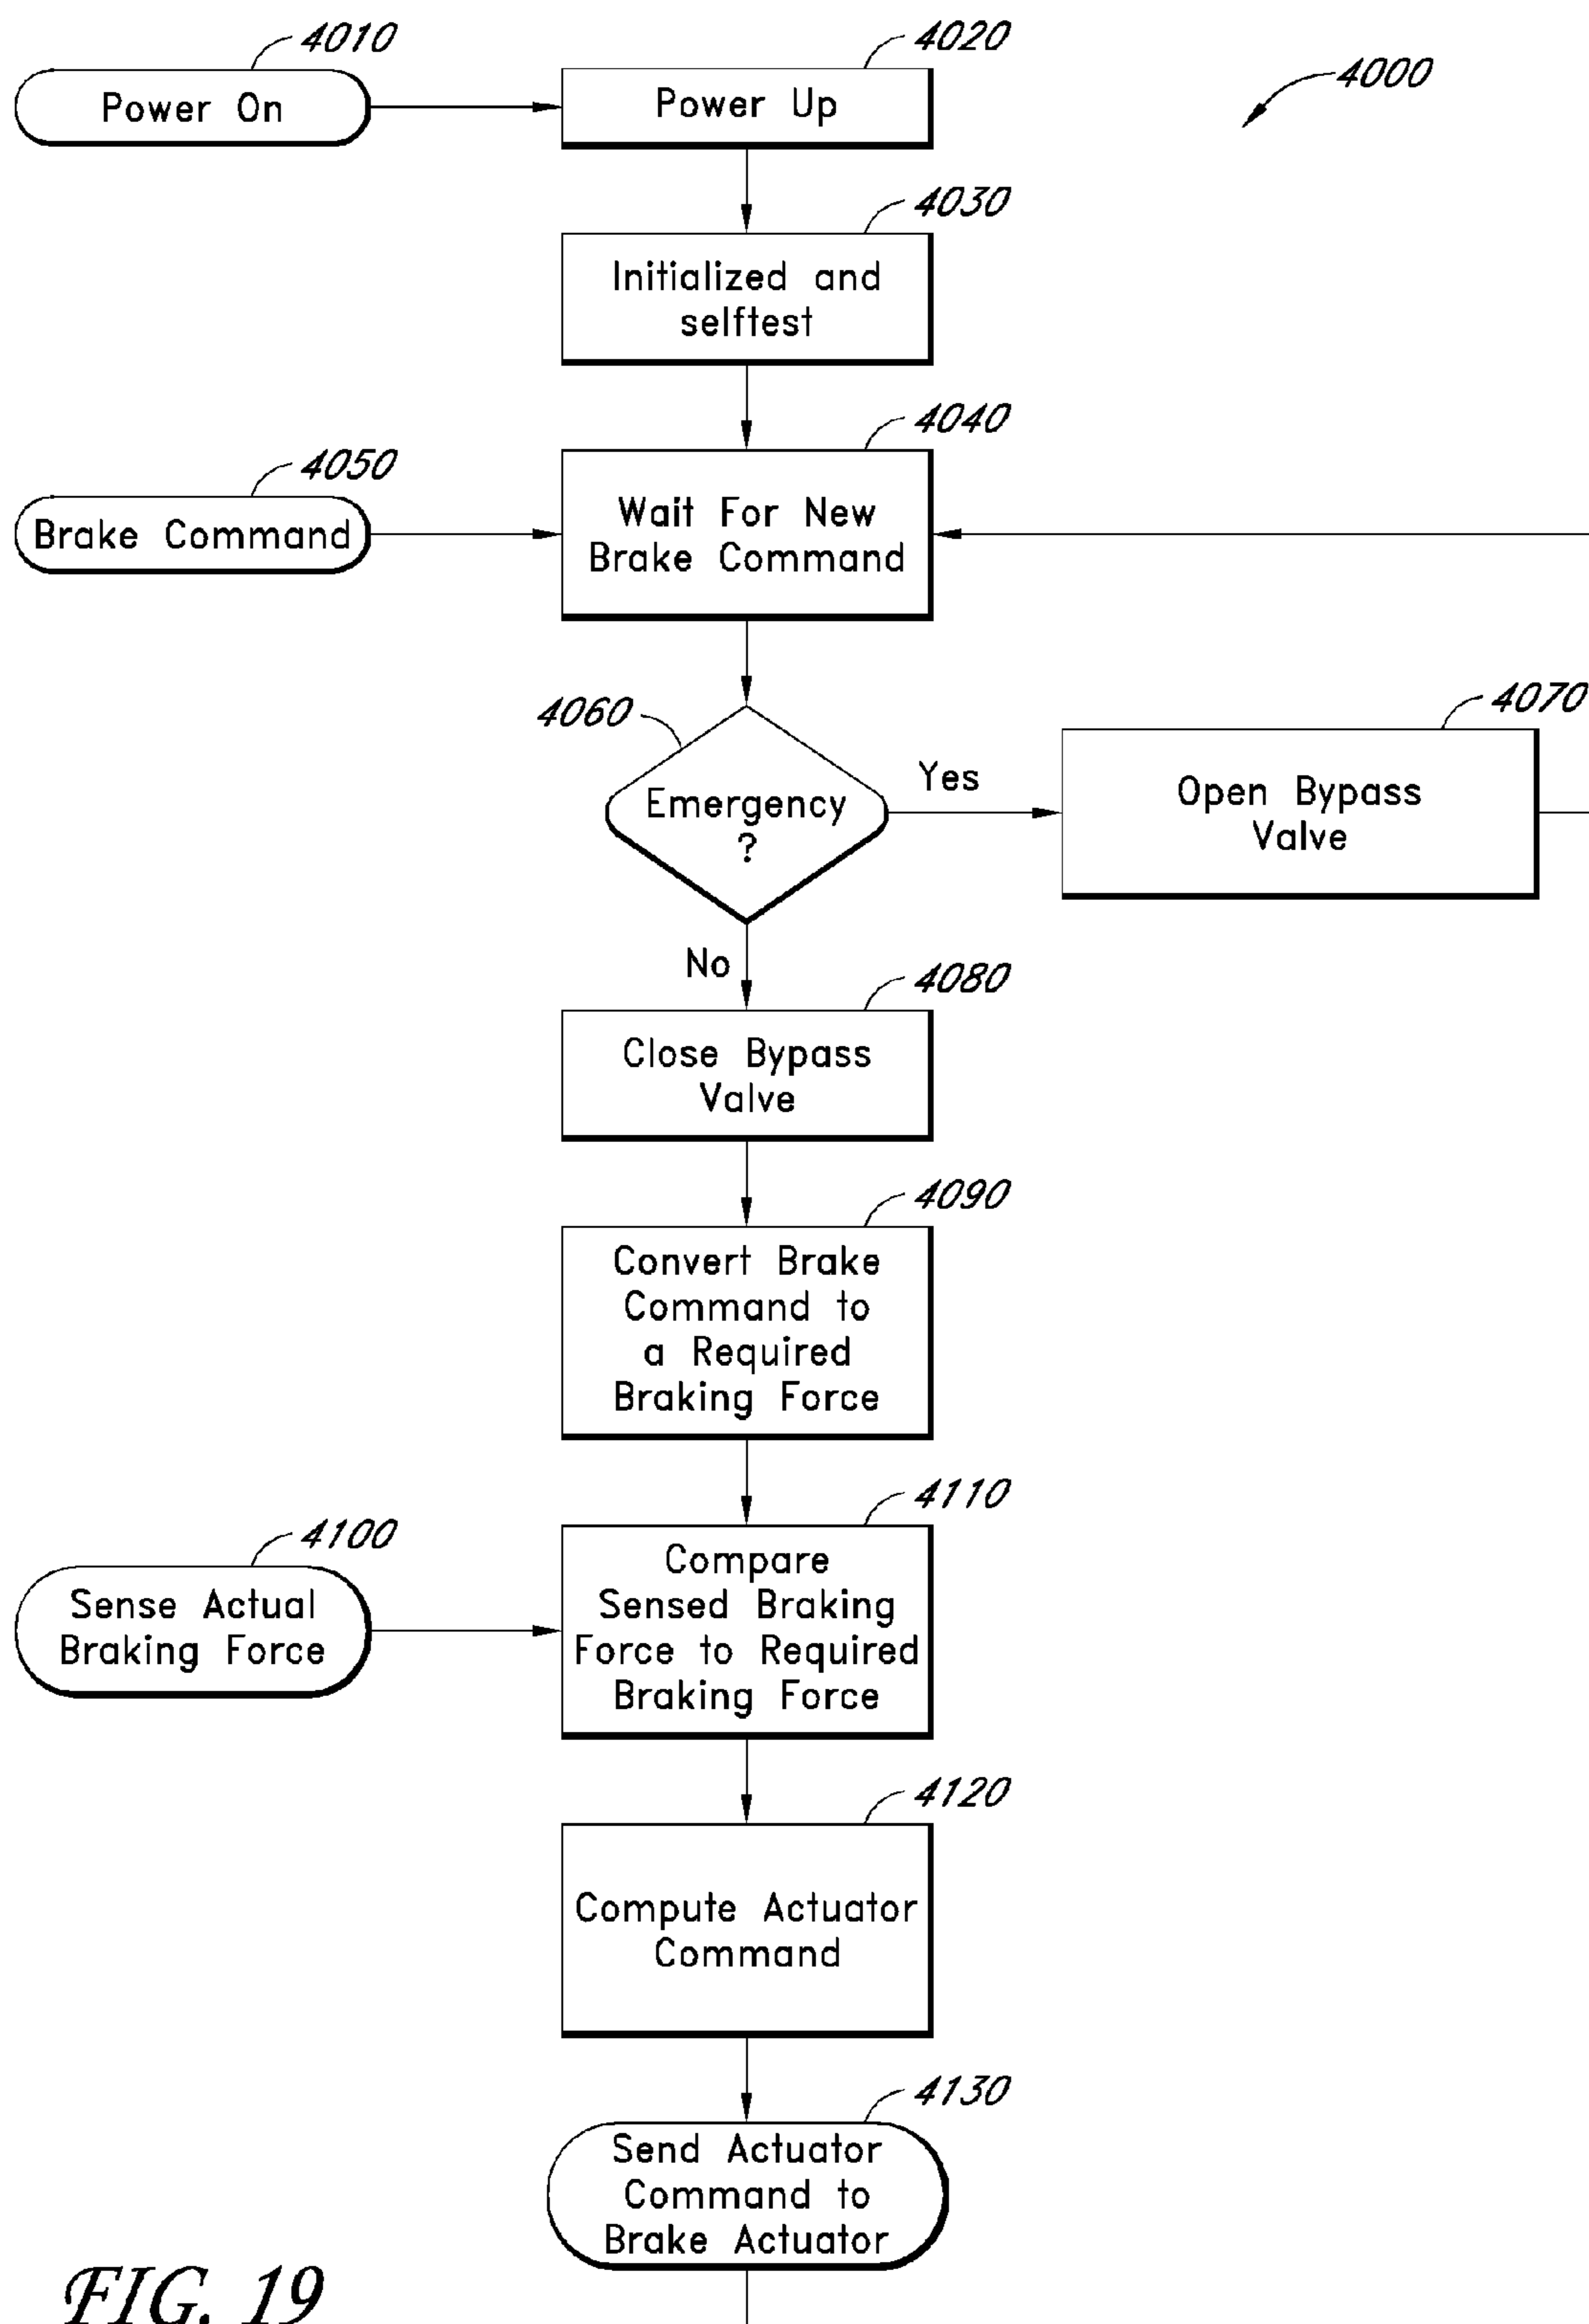 4010
Power On
4020
Power Up
4000
4030
Initialized and
selftest
4040
Wait For New
Brake Command
4050
Brake Command
4060
Emergency
?
Yes
4070
Open Bypass
Valve
No
4080
Close Bypass
Valve
4090
Convert Brake
Command to
a Required
Braking Force
4100
Sense Actual
Braking Force
4110
Compare
Sensed Braking
Force to Required
Braking Force
4120
Compute Actuator
Command
4130
Send Actuator
Command to
Brake Actuator
FIG. 19